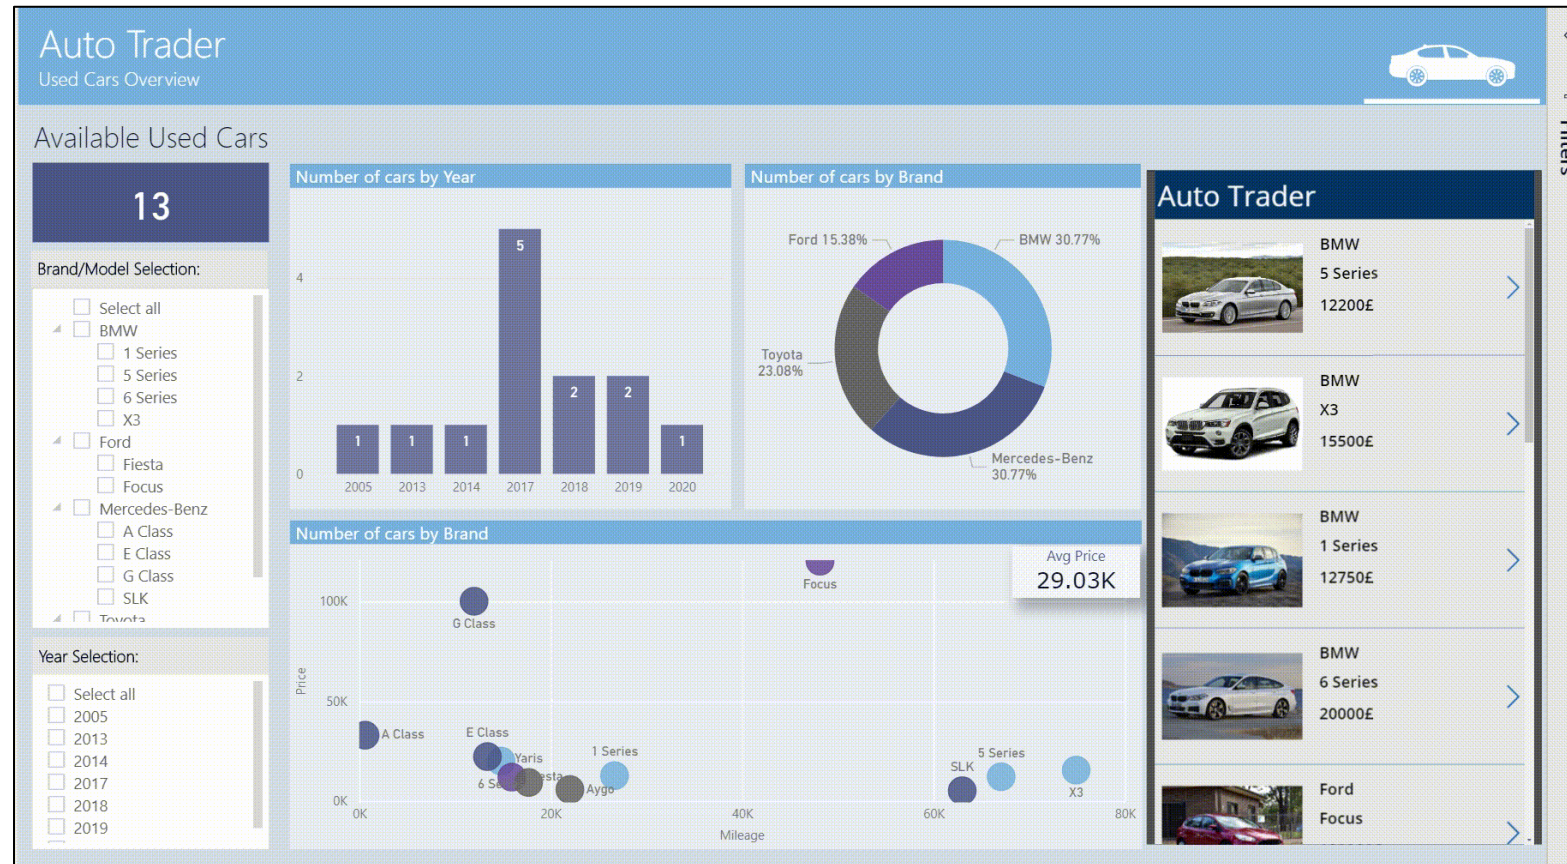 Auto Trader
Used Cars Overview
Filters
Available Used Cars
13
Brand/Model Selection:
Select all
BMW
1 Series
5 Series
6 Series
X3
Ford
Fiesta
Focus
Mercedes-Benz
A Class
E Class
G Class
SLK
Toyota
Year Selection:
Select all
2005
2013
2014
2017
2018
2019
Number of cars by Year
4
2
0
1
1
1
5
2
2
1
2005 2013 2014 2017 2018 2019 2020
Number of cars by Brand
Ford 15.38%
BMW 30.77%
Toyota
23.08%
Mercedes-Benz
30.77%
Number of cars by Brand
Avg Price
29.03K
Price
100K
50K
0K
Focus
G Class
A Class
E Class
Yaris
1 Series
Aygo
5 Series
SLK
X3
0K 20K 40K 60K 80K
Mileage
Auto Trader
BMW
5 Series
12200£
BMW
X3
15500£
BMW
1 Series
12750£
BMW
6 Series
20000£
Ford
Focus